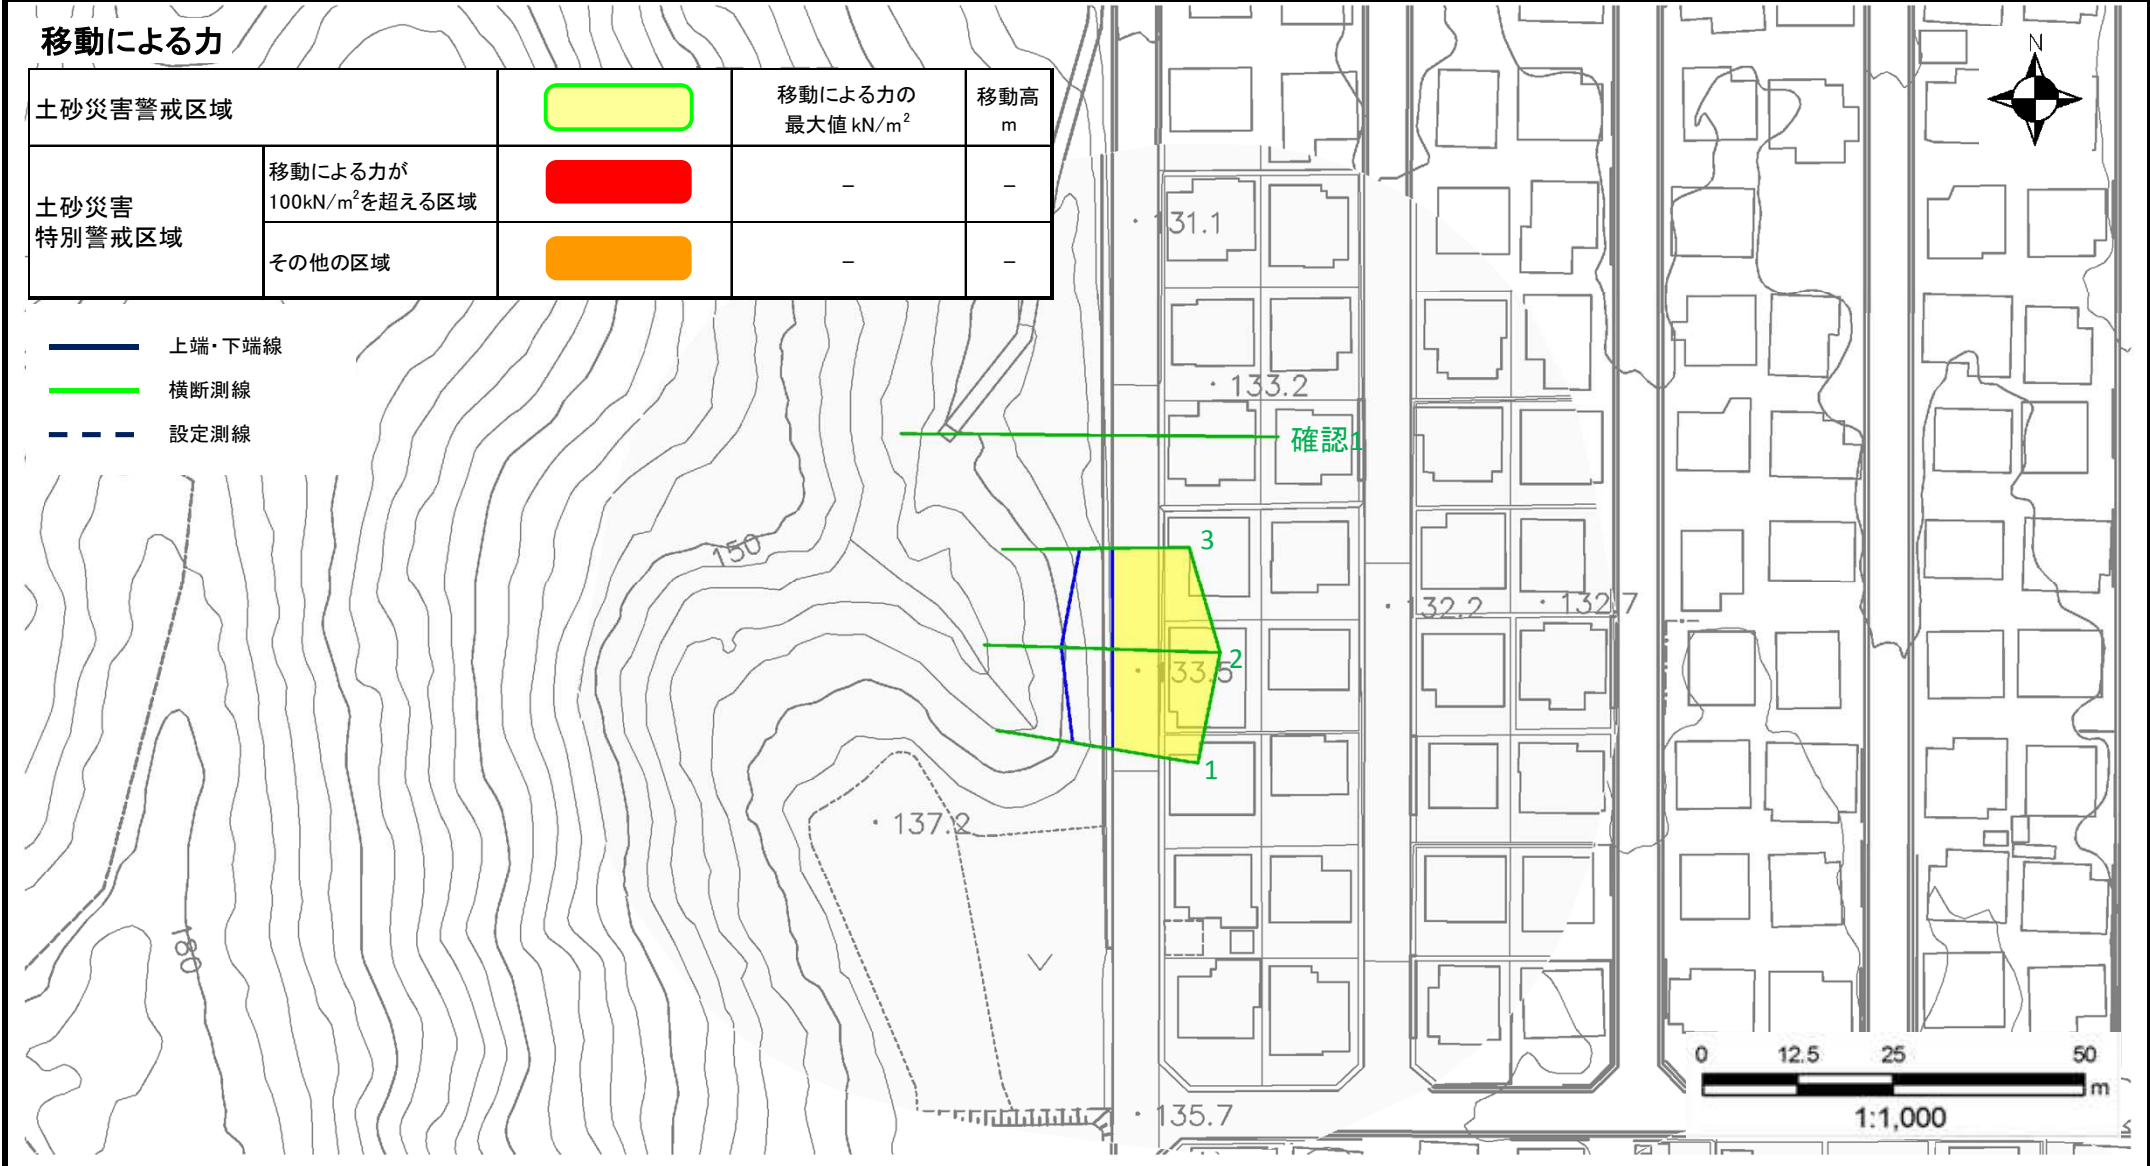 移動による力
土砂災害警戒区域
移動による力の
最大値 kN/m²
移動高
m
土砂災害
特別警戒区域
移動による力が
100kN/m²を超える区域
－
－
その他の区域
－
－
上端・下端線
横断測線
設定測線
N
131.1
133.2
確認1
150
3
132.2
132.7
2
133.5
1
137.2
180
135.7
0 12.5 25 50
m
1:1,000